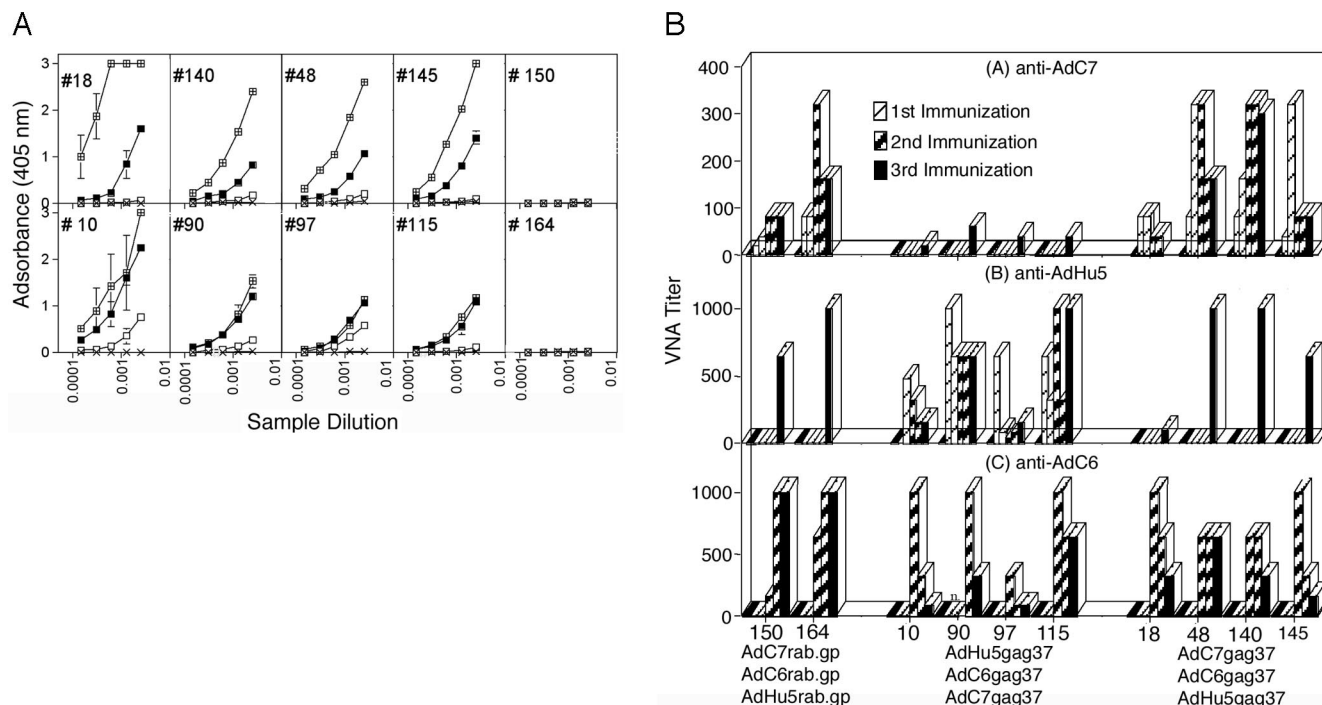 A
Adsorbance (405 nm)
3
2
1
0
#18
#140
#48
#145
# 150
3
2
1
0
# 10
#90
#97
#115
# 164
0.0001
0.001
0.01
0.0001
0.001
0.01
0.0001
0.001
0.01
0.0001
0.001
0.01
0.0001
0.001
0.01
Sample Dilution
B
VNA Titer
(A) anti-AdC7
400
300
200
100
0
1st Immunization
2nd Immunization
3rd Immunization
(B) anti-AdHu5
1000
500
0
(C) anti-AdC6
1000
500
0
n
150 164 10 90 97 115 18 48 140 145
AdC7rab.gp AdHu5gag37 AdC7gag37
AdC6rab.gp AdC6gag37 AdC6gag37
AdHu5rab.gp AdC7gag37 AdHu5gag37